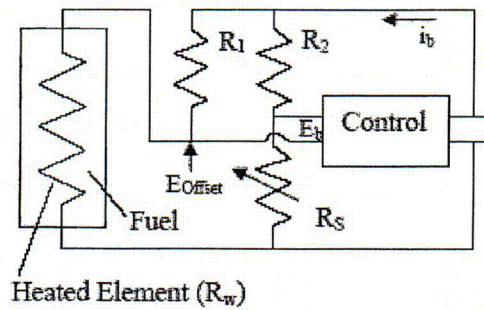 R1
R2
ib
Eb
Control
EOffset
Fuel
RS
Heated Element (Rw)